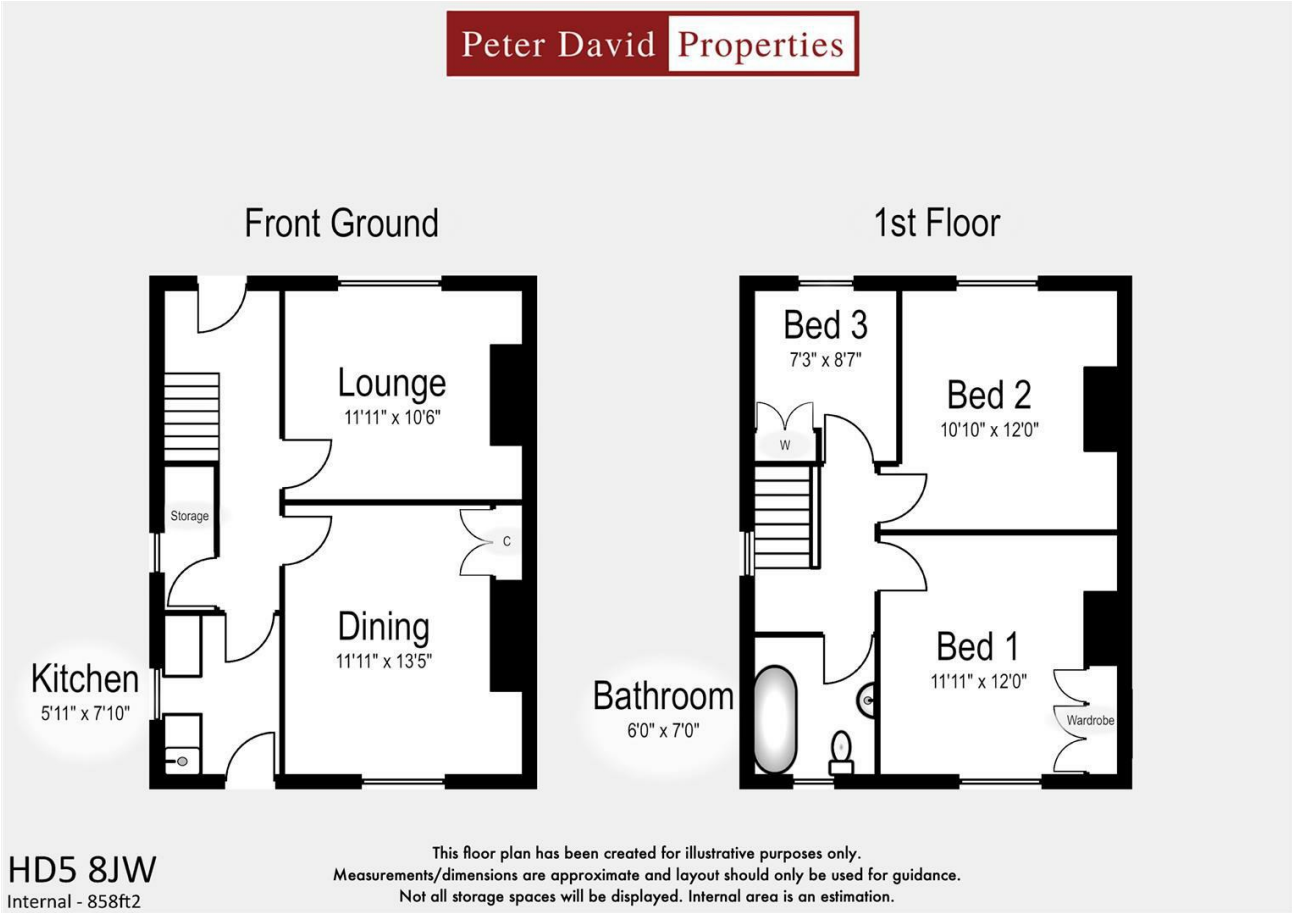 Peter David Properties
Front Ground
Lounge
11'11" x 10'6"
Storage
C
Dining
11'11" x 13'5"
Kitchen
5'11" x 7'10"
1st Floor
Bed 3
7'3" x 8'7"
W
Bed 2
10'10" x 12'0"
Bed 1
11'11" x 12'0"
Wardrobe
Bathroom
6'0" x 7'0"
HD5 8JW
Internal - 858ft2
This floor plan has been created for illustrative purposes only.
Measurements/dimensions are approximate and layout should only be used for guidance.
Not all storage spaces will be displayed. Internal area is an estimation.